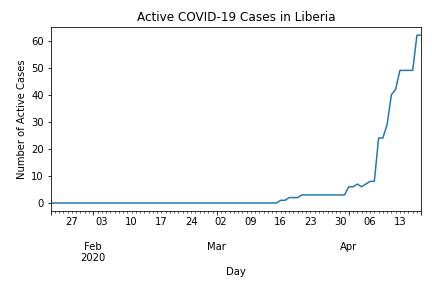 Active COVID-19 Cases in Liberia
Number of Active Cases
60
50
40
30
20
10
0
27 03 10 17 24 02 09 16 23 30 06 13
Feb Mar Apr
2020
Day